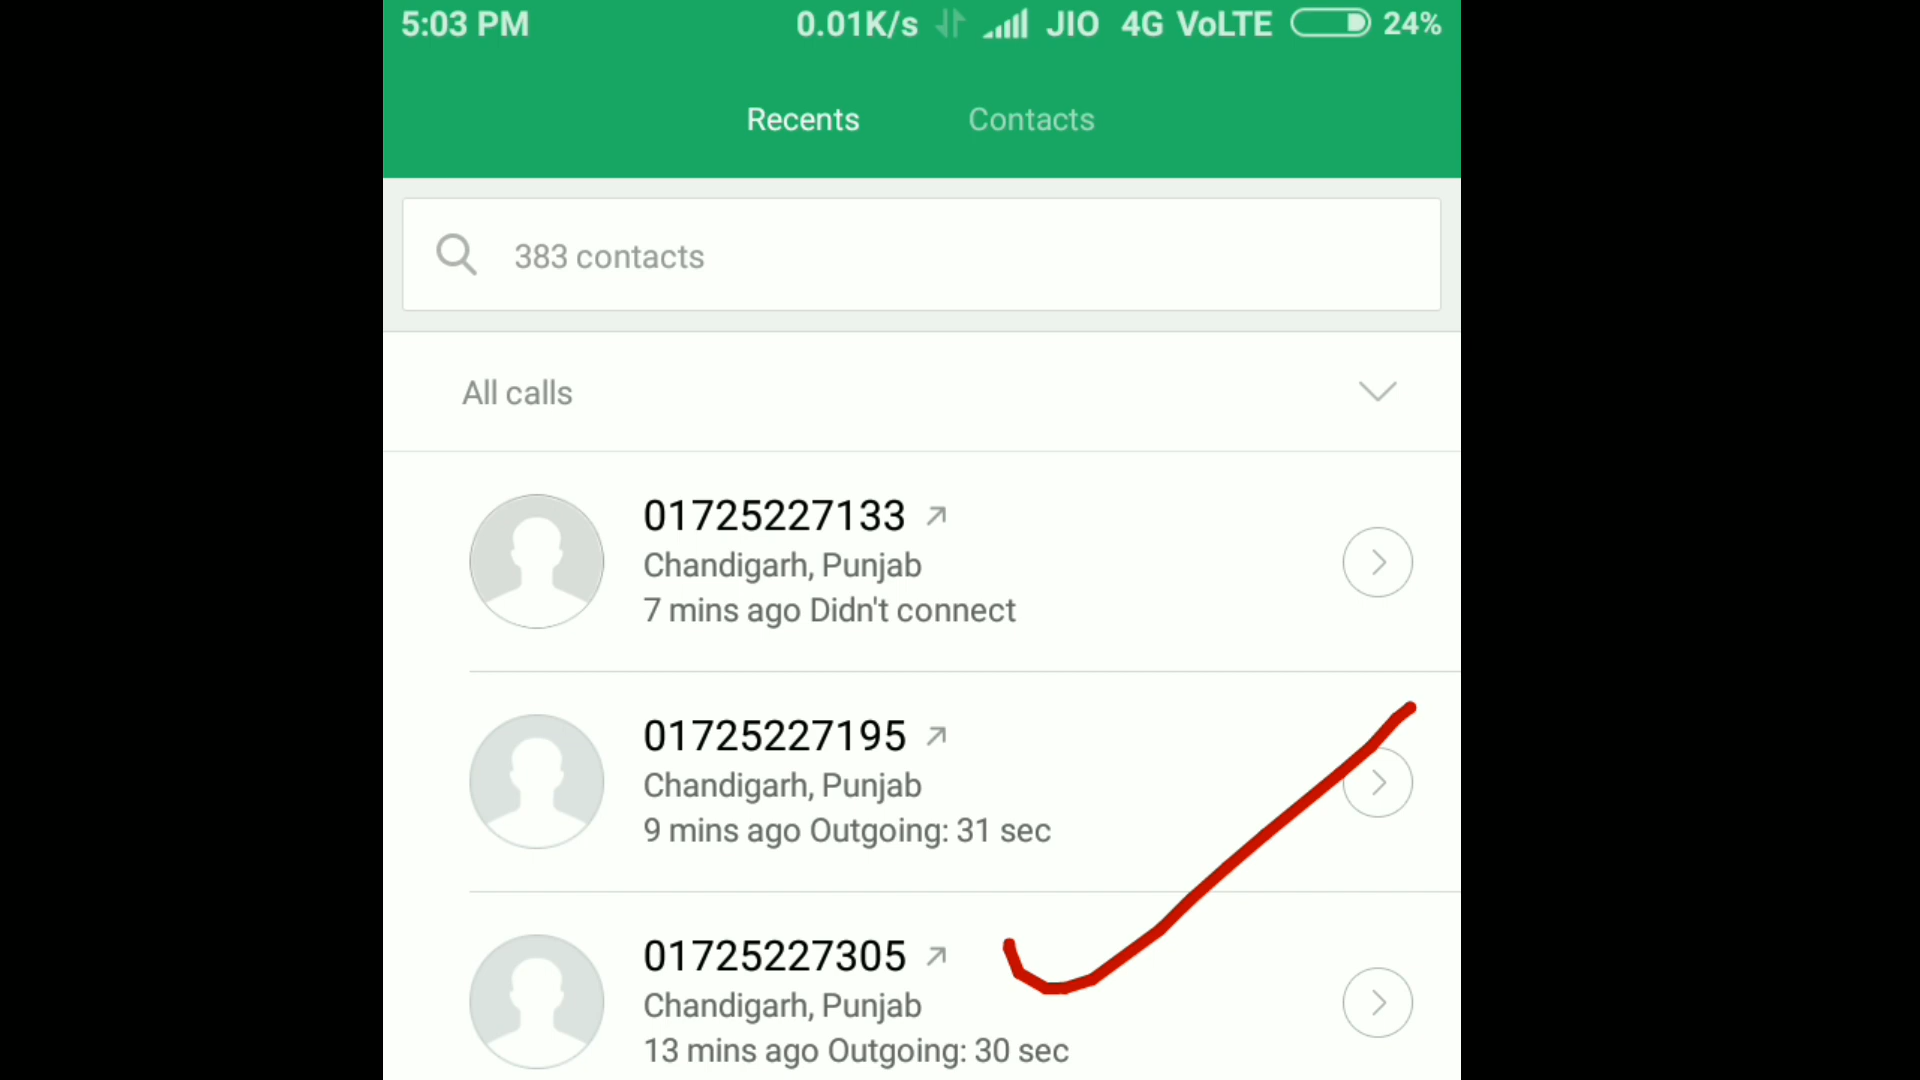 5:03 PM 0.01K/s JIO 4G VoLTE 24%
Recents Contacts
383 contacts
All calls
01725227133
Chandigarh, Punjab
7 mins ago Didn't connect
01725227195
Chandigarh, Punjab
9 mins ago Outgoing: 31 sec
01725227305
Chandigarh, Punjab
13 mins ago Outgoing: 30 sec